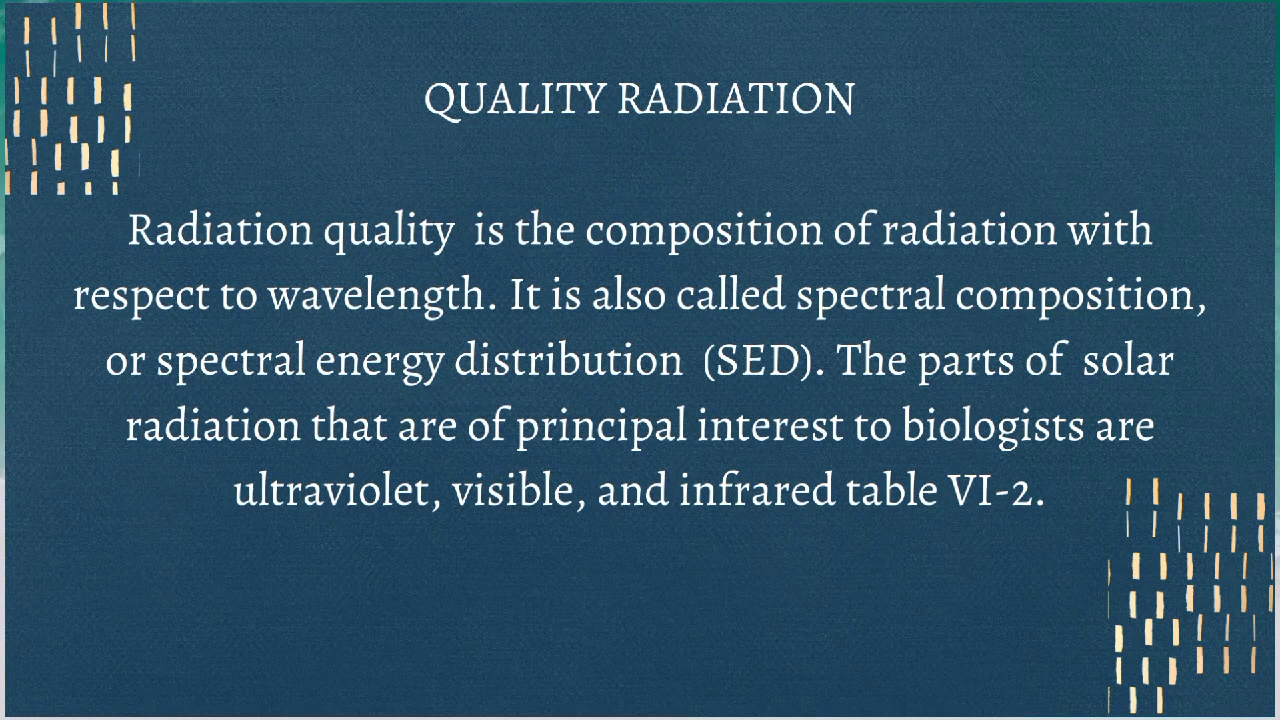 QUALITY RADIATION
Radiation quality is the composition of radiation with
respect to wavelength. It is also called spectral composition,
or spectral energy distribution (SED). The parts of solar
radiation that are of principal interest to biologists are
ultraviolet, visible, and infrared table VI-2.